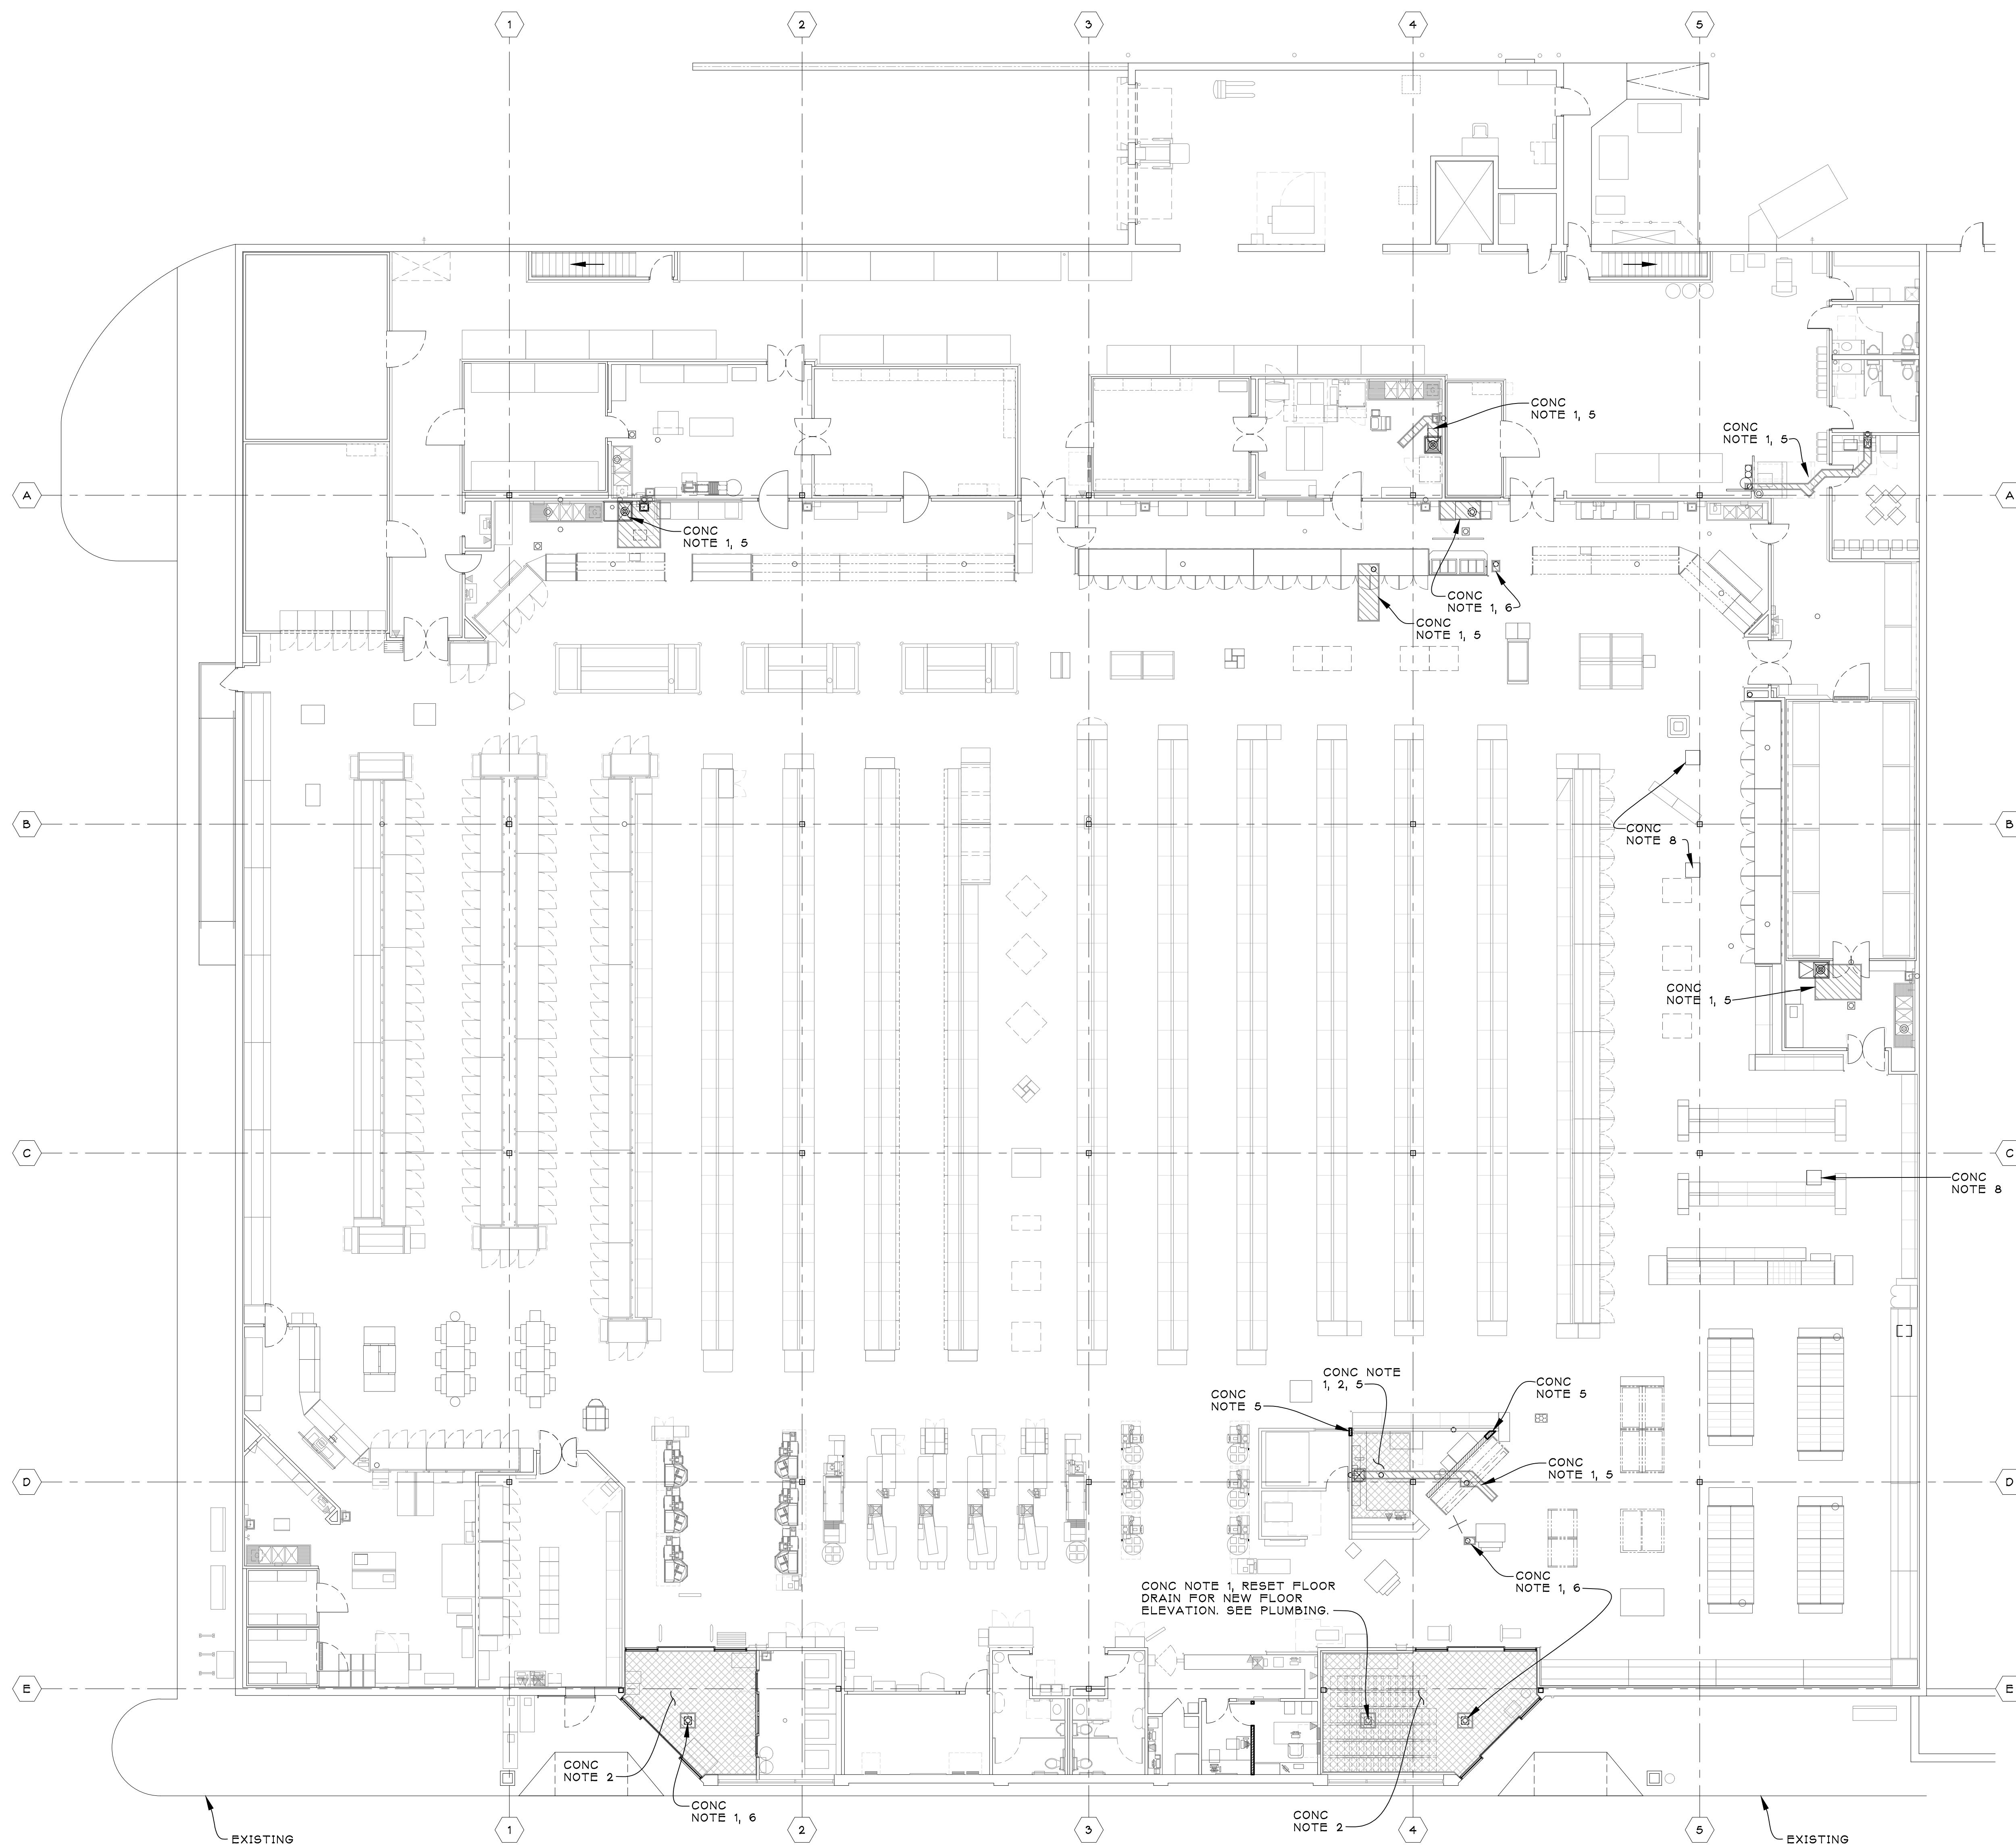 1
2
3
4
5
CONC
NOTE 1, 5
CONC
NOTE 1, 5
A
A
CONC
NOTE 1, 5
CONC
NOTE 1, 6
CONC
NOTE 1, 5
B
B
CONC
NOTE 8
CONC
NOTE 1, 5
C
C
CONC
NOTE 8
CONC NOTE
1, 2, 5
CONC
NOTE 5
CONC
NOTE 5
CONC
NOTE 1, 5
D
D
CONC
NOTE 1, 6
CONC NOTE 1, RESET FLOOR
DRAIN FOR NEW FLOOR
ELEVATION. SEE PLUMBING.
E
E
CONC
NOTE 2
CONC
NOTE 1, 6
CONC
NOTE 2
1
2
3
4
5
EXISTING
EXISTING